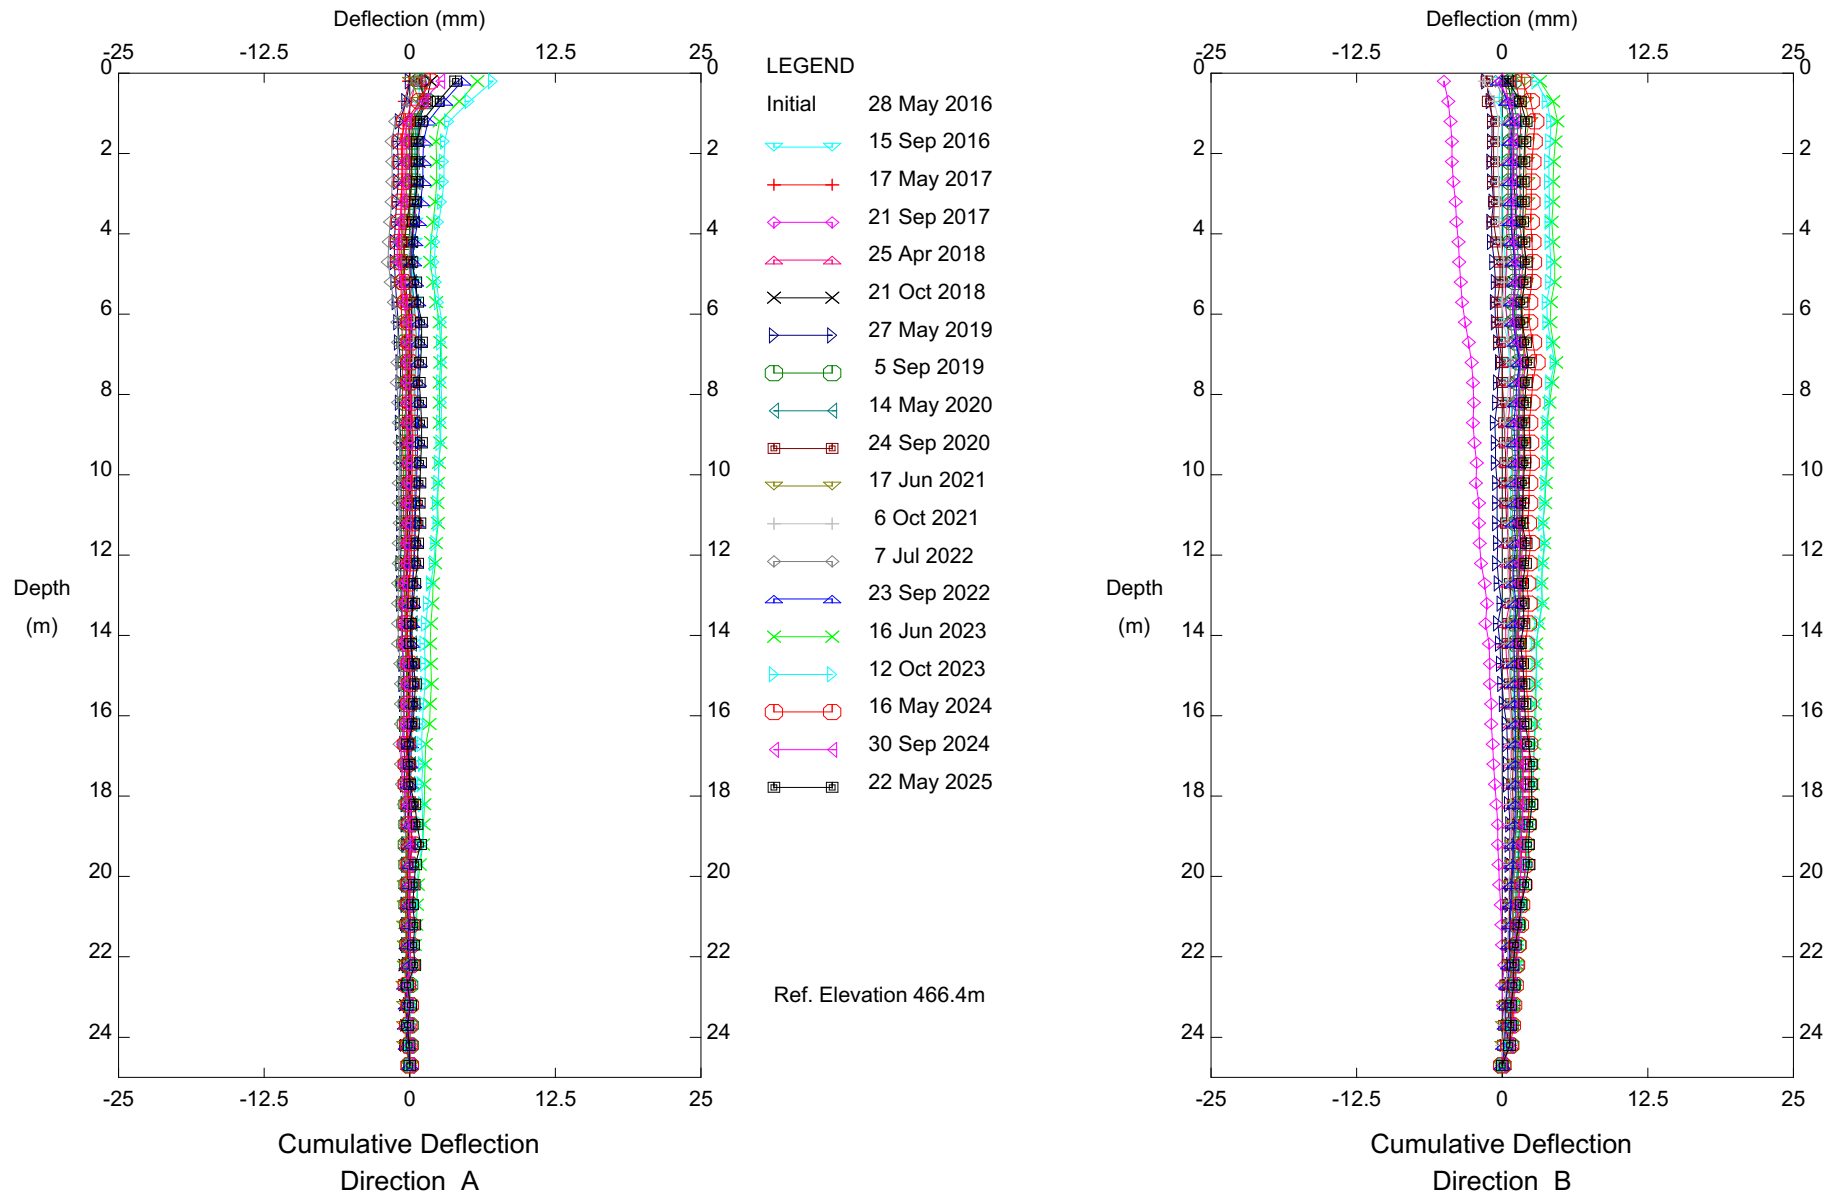 Deflection (mm)
-25 -12.5 0 12.5 25
0 0
2 2
4 4
6 6
8 8
10 10
12 12
14 14
16 16
18 18
20 20
22 22
24 24
Depth
(m)
-25 -12.5 0 12.5 25
Cumulative Deflection
Direction A
LEGEND
Initial 28 May 2016
15 Sep 2016
17 May 2017
21 Sep 2017
25 Apr 2018
21 Oct 2018
27 May 2019
5 Sep 2019
14 May 2020
24 Sep 2020
17 Jun 2021
6 Oct 2021
7 Jul 2022
23 Sep 2022
16 Jun 2023
12 Oct 2023
16 May 2024
30 Sep 2024
22 May 2025
Ref. Elevation 466.4m
Deflection (mm)
-25 -12.5 0 12.5 25
0 0
2 2
4 4
6 6
8 8
10 10
12 12
14 14
16 16
18 18
20 20
22 22
24 24
Depth
(m)
-25 -12.5 0 12.5 25
Cumulative Deflection
Direction B